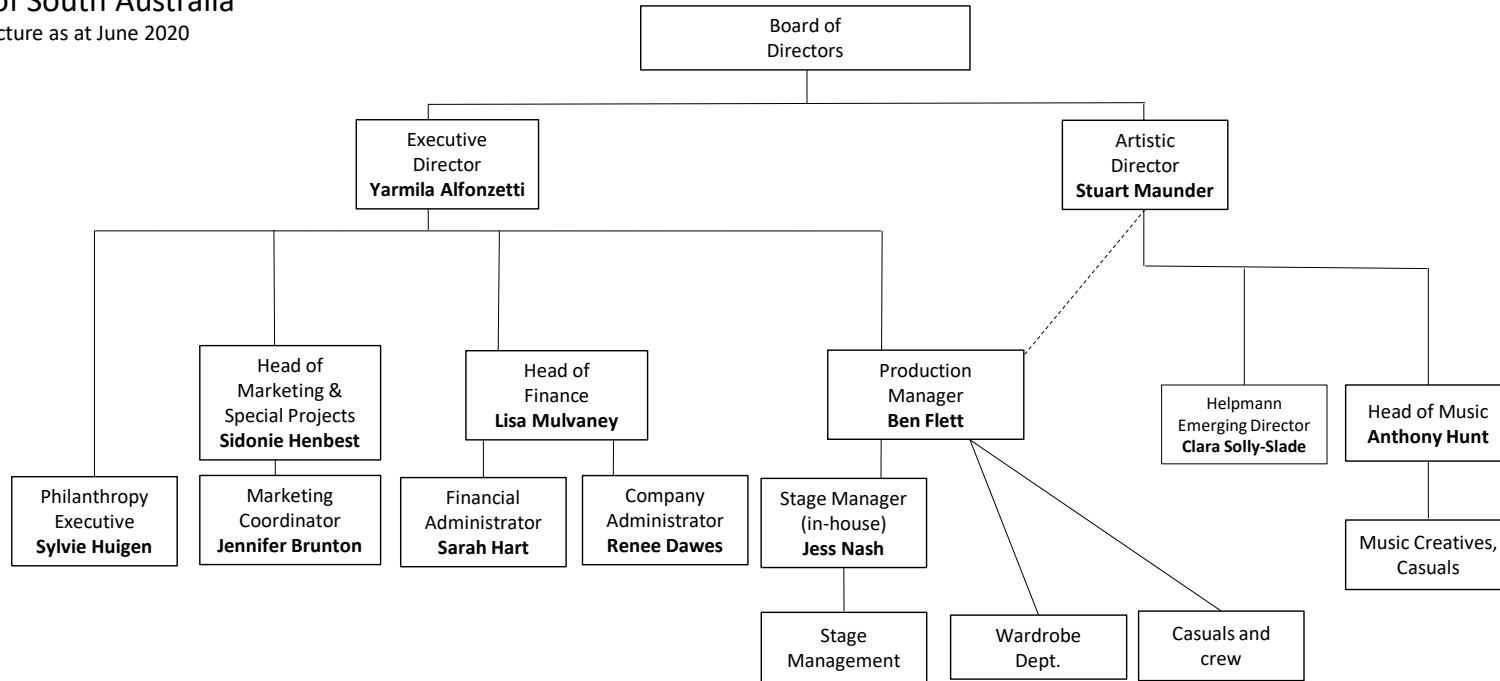 of South Australia
cture as at June 2020
Board of
Directors
Executive
Director
Yarmila Alfonzetti
Artistic
Director
Stuart Maunder
Head of
Marketing &
Special Projects
Sidonie Henbest
Head of
Finance
Lisa Mulvaney
Production
Manager
Ben Flett
Helpmann
Emerging Director
Clara Solly-Slade
Head of Music
Anthony Hunt
Philanthropy
Executive
Sylvie Huigen
Marketing
Coordinator
Jennifer Brunton
Financial
Administrator
Sarah Hart
Company
Administrator
Renee Dawes
Stage Manager
(in-house)
Jess Nash
Music Creatives,
Casuals
Stage
Management
Wardrobe
Dept.
Casuals and
crew